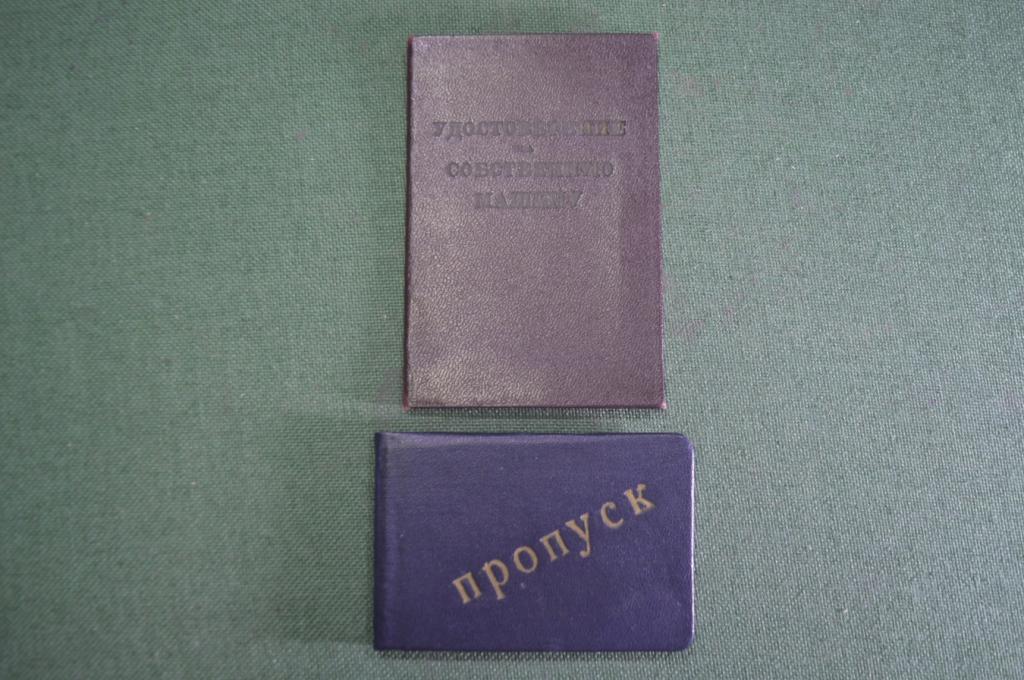 УДОСТОВЕРЕНИЕ
НА
СОБСТВЕННУЮ
МАШИНУ
пропуск